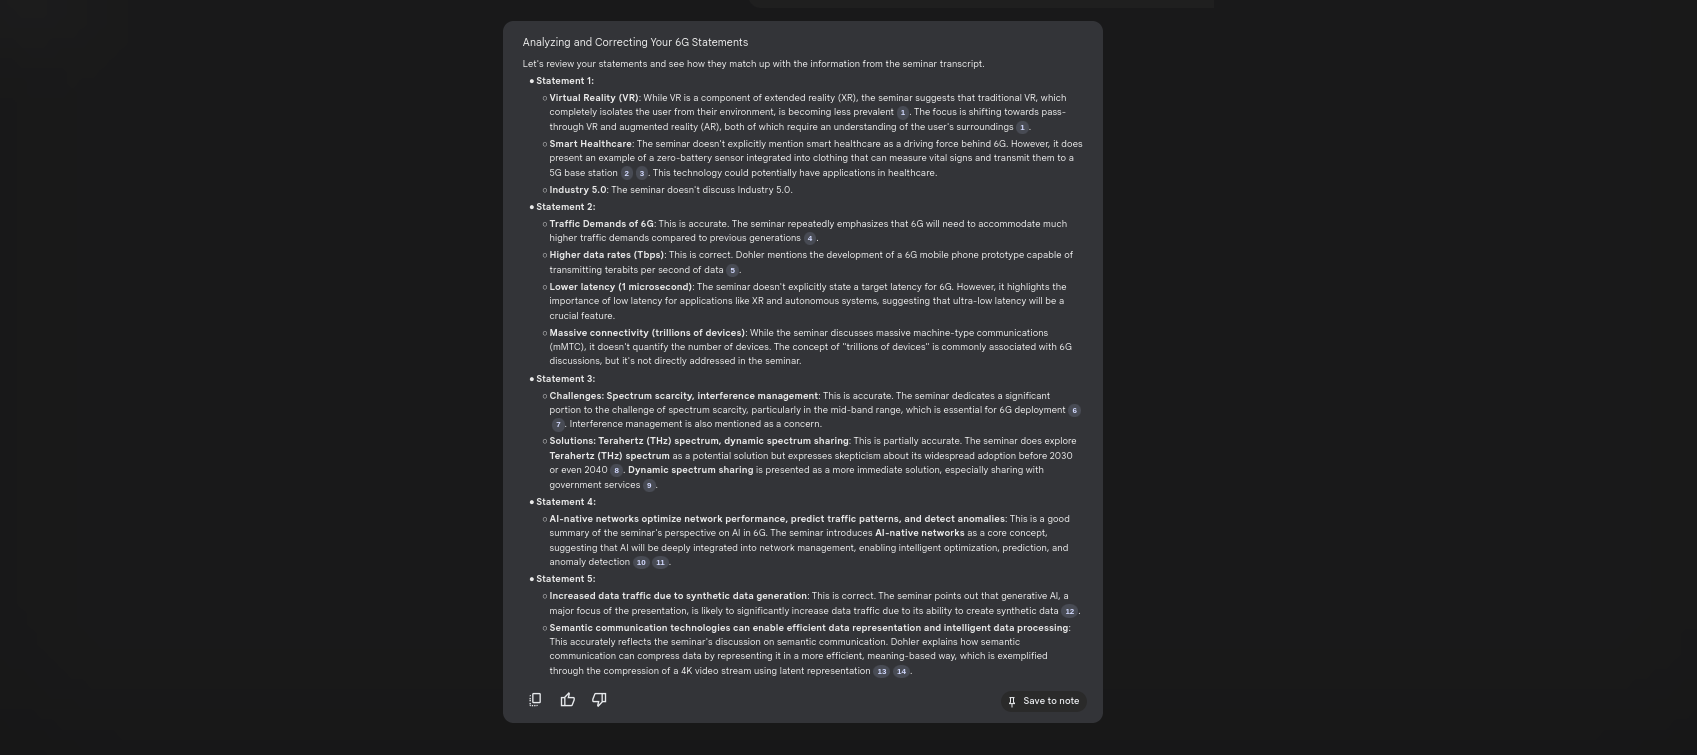 Analyzing and Correcting Your 6G Statements
Let's review your statements and see how they match up with the information from the seminar transcript.
• Statement 1:
○ Virtual Reality (VR): While VR is a component of extended reality (XR), the seminar suggests that traditional VR, which
completely isolates the user from their environment, is becoming less prevalent 1 . The focus is shifting towards pass-
through VR and augmented reality (AR), both of which require an understanding of the user's surroundings 1 .
○ Smart Healthcare: The seminar doesn't explicitly mention smart healthcare as a driving force behind 6G. However, it does
present an example of a zero-battery sensor integrated into clothing that can measure vital signs and transmit them to a
5G base station 2 3 . This technology could potentially have applications in healthcare.
○ Industry 5.0: The seminar doesn't discuss Industry 5.0.
• Statement 2:
○ Traffic Demands of 6G: This is accurate. The seminar repeatedly emphasizes that 6G will need to accommodate much
higher traffic demands compared to previous generations 4 .
○ Higher data rates (Tbps): This is correct. Dohler mentions the development of a 6G mobile phone prototype capable of
transmitting terabits per second of data 5 .
○ Lower latency (1 microsecond): The seminar doesn't explicitly state a target latency for 6G. However, it highlights the
importance of low latency for applications like XR and autonomous systems, suggesting that ultra-low latency will be a
crucial feature.
○ Massive connectivity (trillions of devices): While the seminar discusses massive machine-type communications
(mMTC), it doesn't quantify the number of devices. The concept of "trillions of devices" is commonly associated with 6G
discussions, but it's not directly addressed in the seminar.
• Statement 3:
○ Challenges: Spectrum scarcity, interference management: This is accurate. The seminar dedicates a significant
portion to the challenge of spectrum scarcity, particularly in the mid-band range, which is essential for 6G deployment 6
7 . Interference management is also mentioned as a concern.
○ Solutions: Terahertz (THz) spectrum, dynamic spectrum sharing: This is partially accurate. The seminar does explore
Terahertz (THz) spectrum as a potential solution but expresses skepticism about its widespread adoption before 2030
or even 2040 8 . Dynamic spectrum sharing is presented as a more immediate solution, especially sharing with
government services 9 .
• Statement 4:
○ AI-native networks optimize network performance, predict traffic patterns, and detect anomalies: This is a good
summary of the seminar's perspective on AI in 6G. The seminar introduces AI-native networks as a core concept,
suggesting that AI will be deeply integrated into network management, enabling intelligent optimization, prediction, and
anomaly detection 10 11 .
• Statement 5:
○ Increased data traffic due to synthetic data generation: This is correct. The seminar points out that generative AI, a
major focus of the presentation, is likely to significantly increase data traffic due to its ability to create synthetic data 12 .
○ Semantic communication technologies can enable efficient data representation and intelligent data processing:
This accurately reflects the seminar's discussion on semantic communication. Dohler explains how semantic
communication can compress data by representing it in a more efficient, meaning-based way, which is exemplified
through the compression of a 4K video stream using latent representation 13 14 .
Save to note